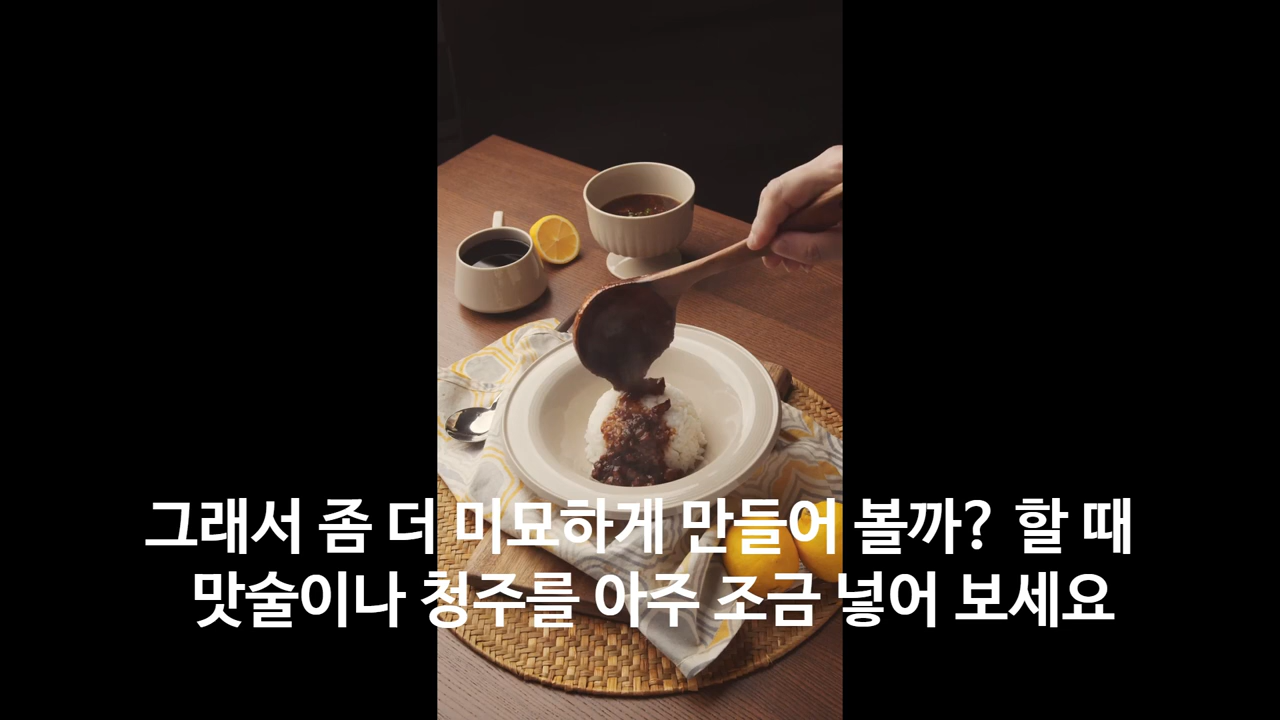 그래서 좀 더 미묘하게 만들어 볼까? 할 때
맛술이나 청주를 아주 조금 넣어 보세요